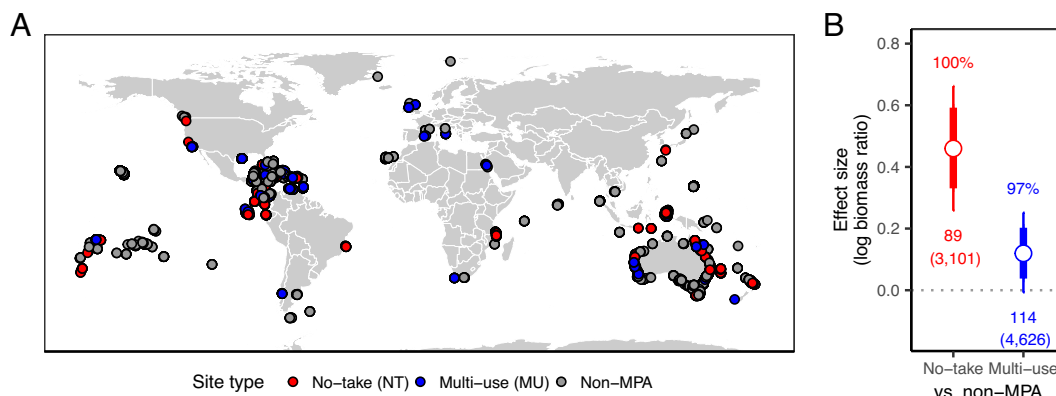 A
B
Effect size
(log biomass ratio)
0.8
0.6
0.4
0.2
0.0
100%
97%
89
(3,101)
114
(4,626)
No−take Multi−use
vs. non−MPA
Site type No−take (NT) Multi−use (MU) Non−MPA